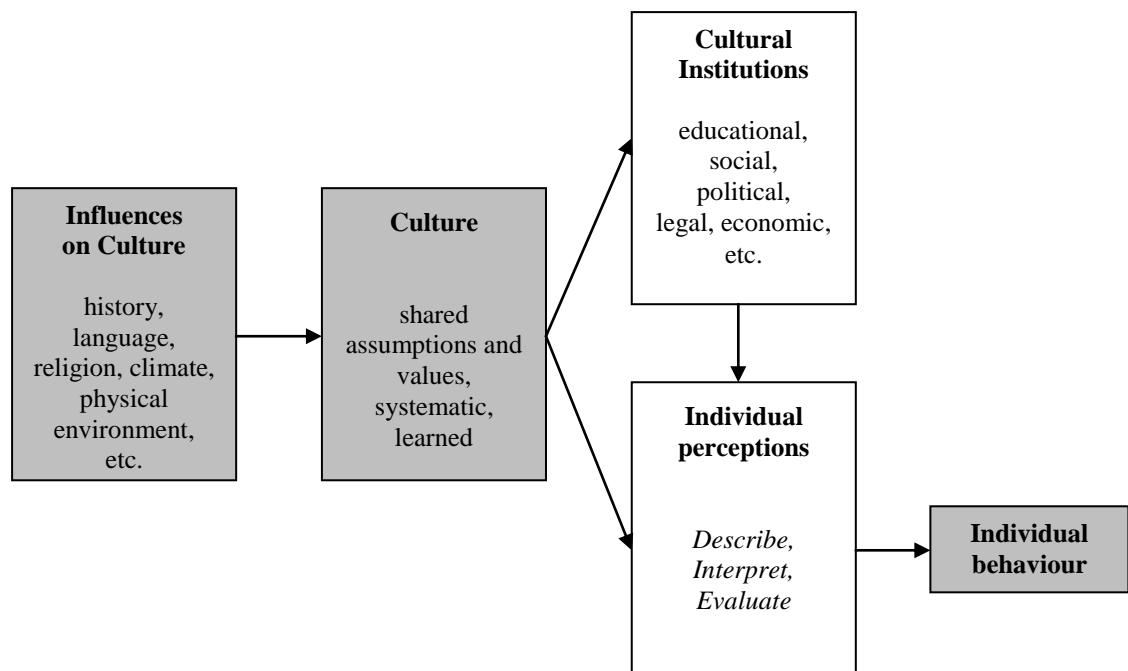 Influences
on Culture
history,
language,
religion, climate,
physical
environment,
etc.
Culture
shared
assumptions and
values,
systematic,
learned
Cultural
Institutions
educational,
social,
political,
legal, economic,
etc.
Individual
perceptions
Describe,
Interpret,
Evaluate
Individual
behaviour